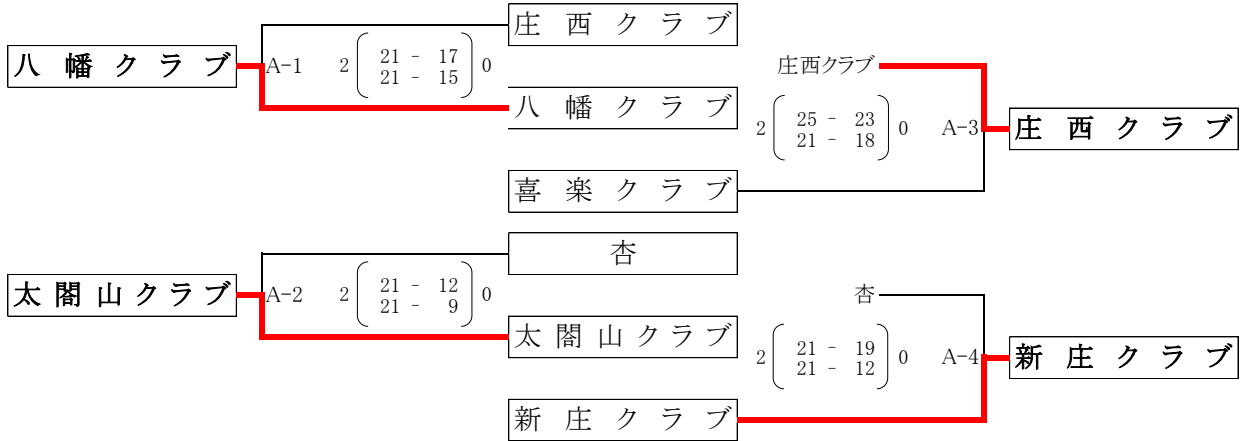 庄西クラブ
八幡クラブ
A-1 2 21 - 17 0
21 - 15
庄西クラブ
八幡クラブ
2 25 - 23 0 A-3
21 - 18
庄西クラブ
喜楽クラブ
杏
太閤山クラブ
A-2 2 21 - 12 0
21 - 9
杏
太閤山クラブ
2 21 - 19 0 A-4
21 - 12
新庄クラブ
新庄クラブ